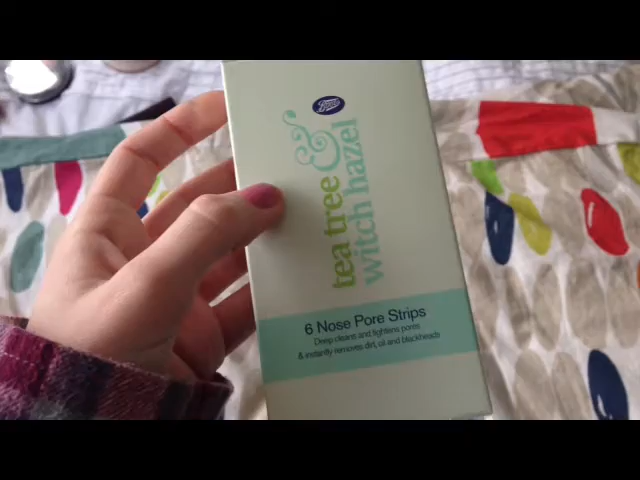 Boots
tea tree
&
witch hazel
6 Nose Pore Strips
Deep cleans and tightens pores
& instantly removes dirt, oil and blackheads